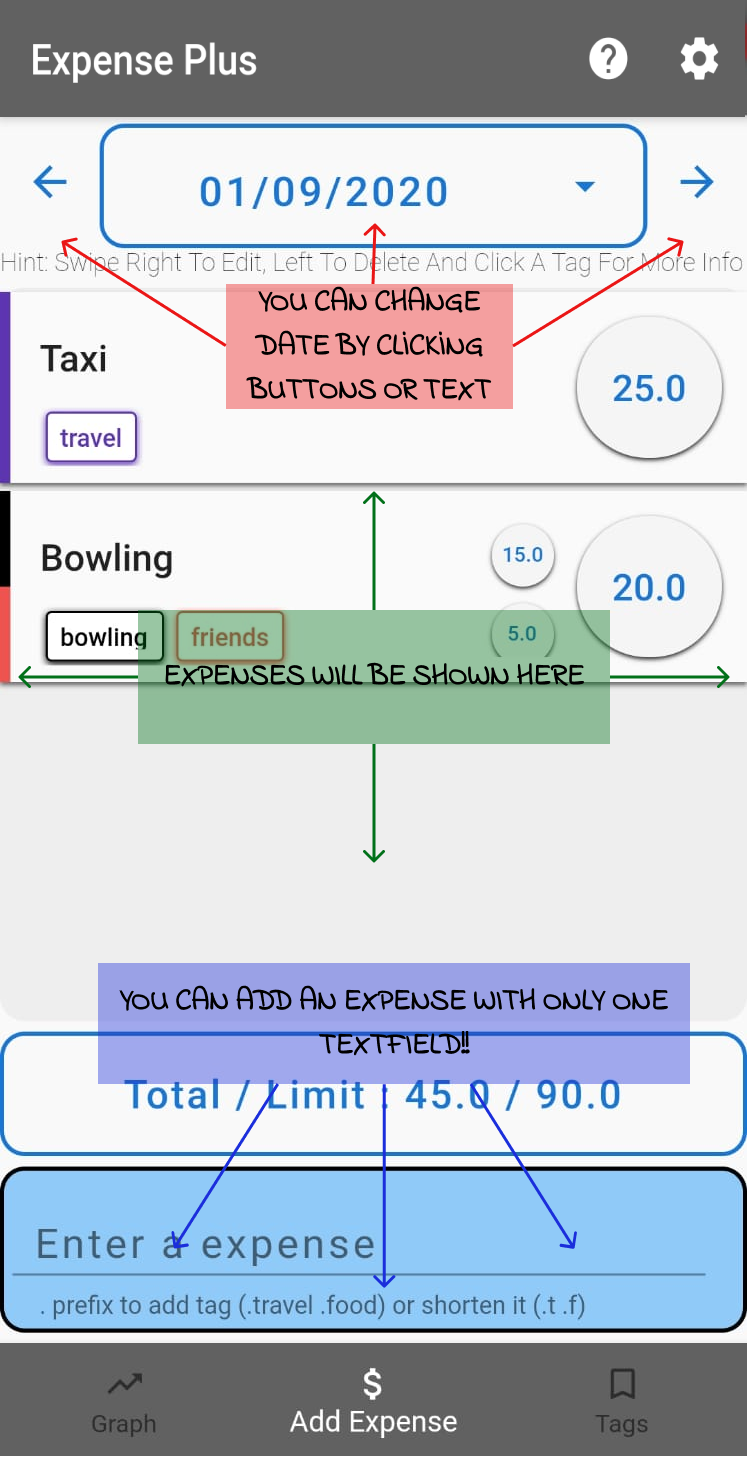 Expense Plus
01/09/2020
Hint: Swipe Right To Edit, Left To Delete And Click A Tag For More Info
YOU CAN CHANGE
DATE BY CLICKING
BUTTONS OR TEXT
Taxi
25.0
travel
Bowling
15.0
20.0
bowling
friends
5.0
EXPENSES WILL BE SHOWN HERE
YOU CAN ADD AN EXPENSE WITH ONLY ONE
TEXTFIELD!!
Total / Limit : 45.0 / 90.0
Enter a expense
. prefix to add tag (.travel .food) or shorten it (.t .f)
Graph
Add Expense
Tags